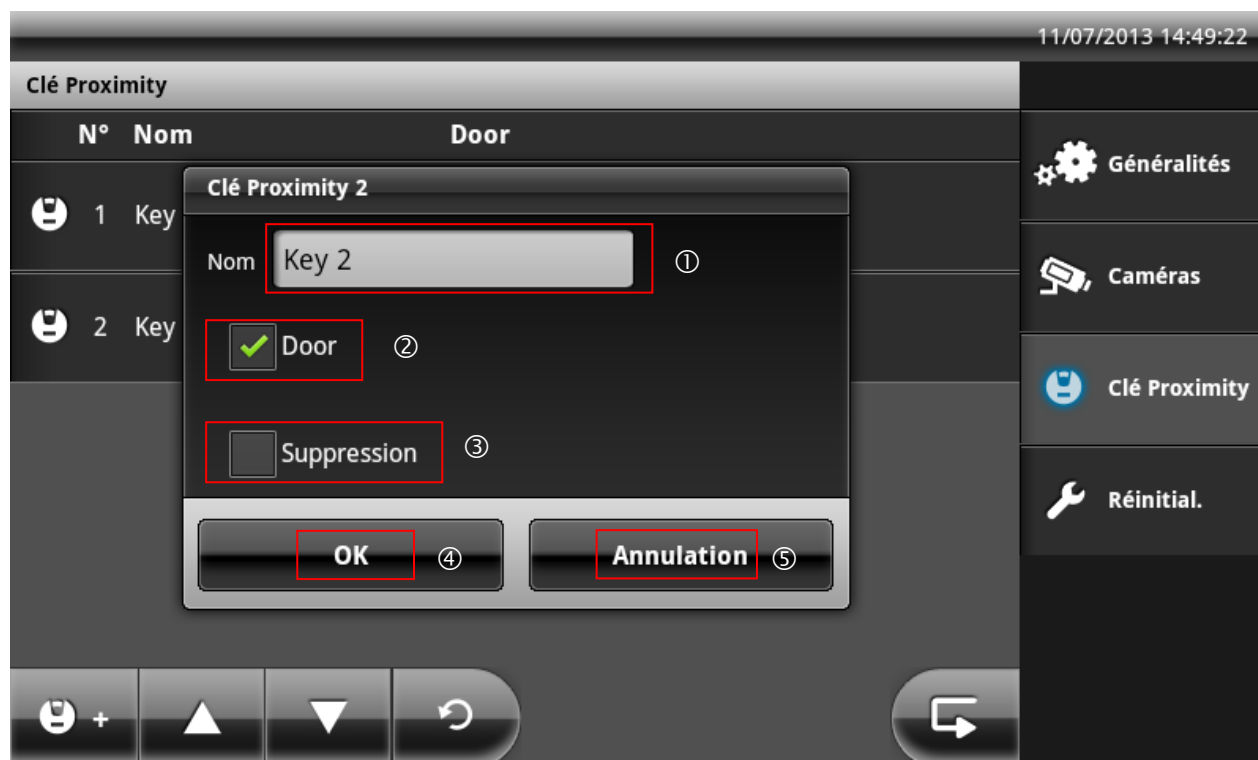 11/07/2013 14:49:22
Clé Proximity
N° Nom Door
1 Key
2 Key
Clé Proximity 2
Nom Key 2 ①
Door ②
Suppression ③
OK ④ Annulation ⑤
+
Généralités
Caméras
Clé Proximity
Réinitial.